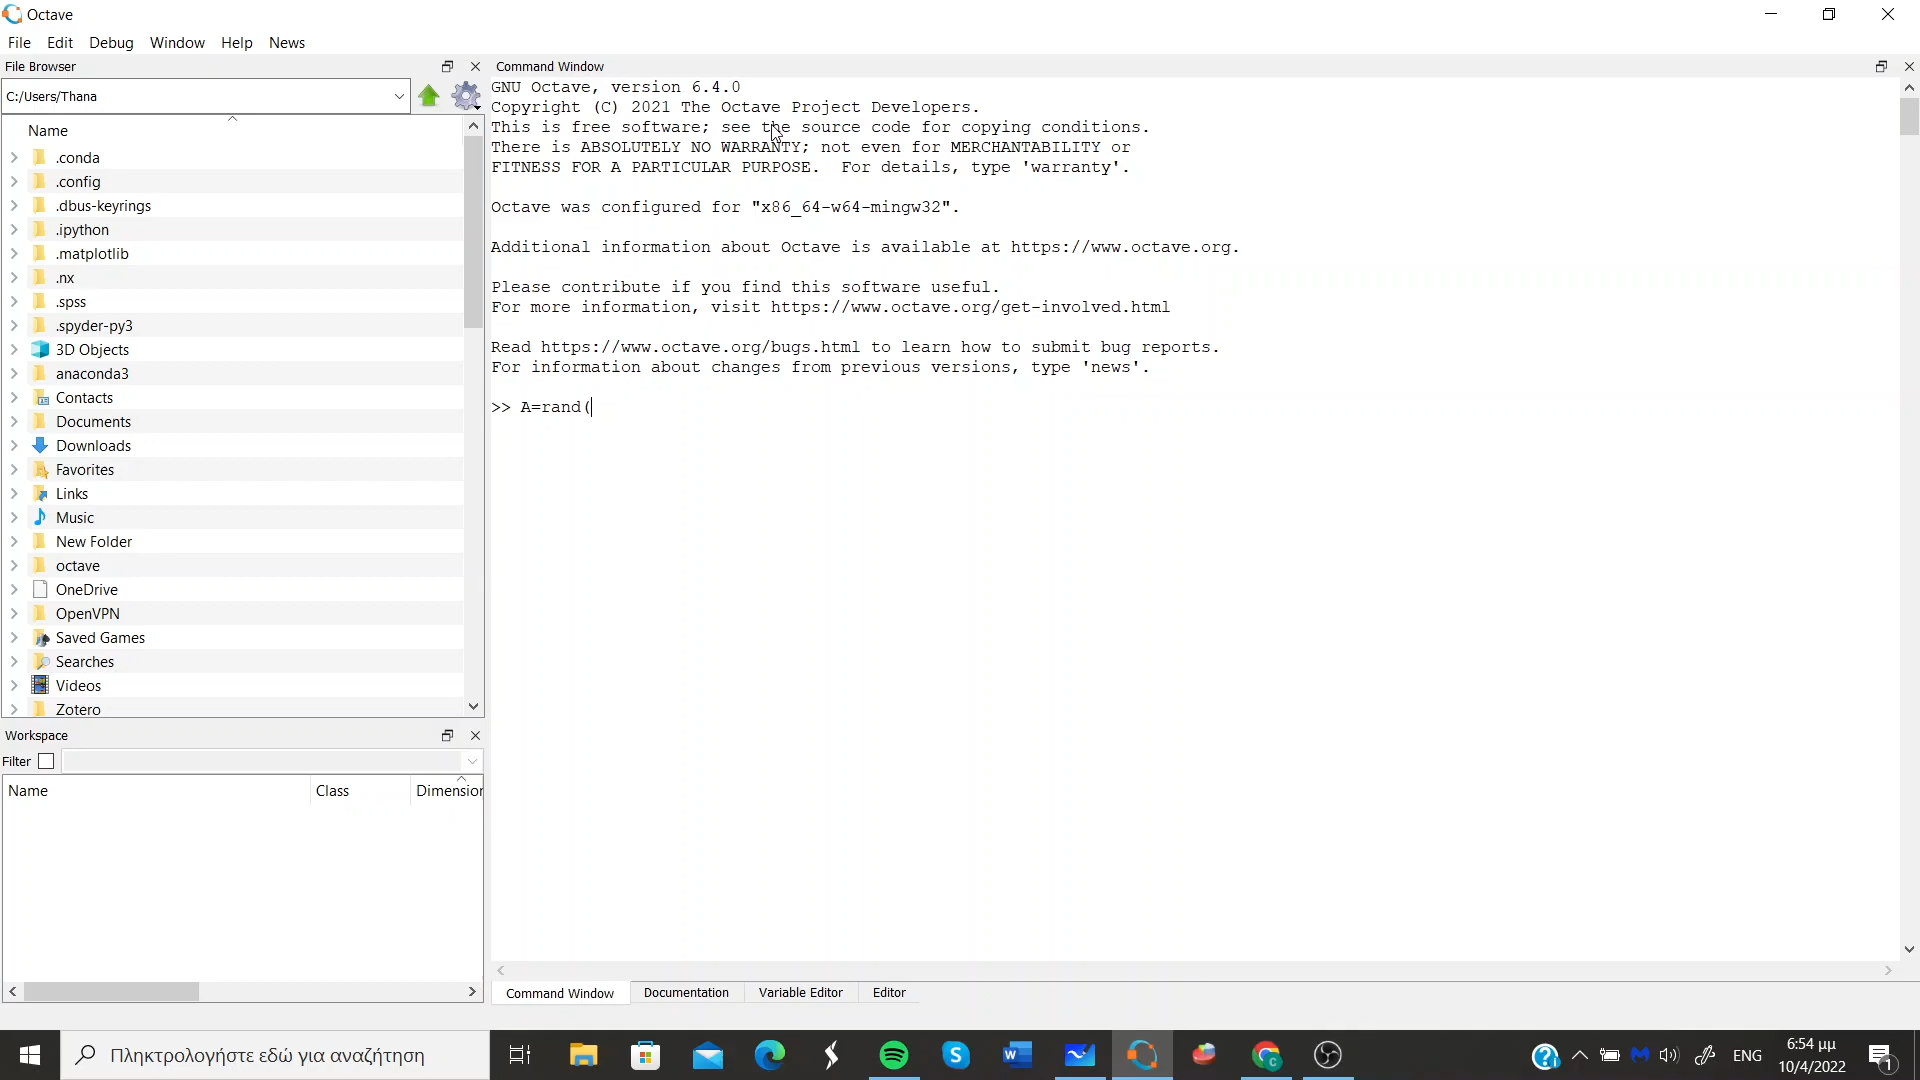 Octave
File Edit Debug Window Help News
File Browser
C:/Users/Thana
Name
.conda
.config
.dbus-keyrings
.ipython
.matplotlib
.nx
.spss
.spyder-py3
3D Objects
anaconda3
Contacts
Documents
Downloads
Favorites
Links
Music
New Folder
octave
OneDrive
OpenVPN
Saved Games
Searches
Videos
Zotero
Workspace
Filter
Name Class Dimension
Command Window
GNU Octave, version 6.4.0
Copyright (C) 2021 The Octave Project Developers.
This is free software; see the source code for copying conditions.
There is ABSOLUTELY NO WARRANTY; not even for MERCHANTABILITY or
FITNESS FOR A PARTICULAR PURPOSE.  For details, type 'warranty'.
Octave was configured for "x86_64-w64-mingw32".
Additional information about Octave is available at https://www.octave.org.
Please contribute if you find this software useful.
For more information, visit https://www.octave.org/get-involved.html
Read https://www.octave.org/bugs.html to learn how to submit bug reports.
For information about changes from previous versions, type 'news'.
>> A=rand(
Command Window Documentation Variable Editor Editor
Πληκτρολογήστε εδώ για αναζήτηση
ENG
6:54 μμ
10/4/2022
1